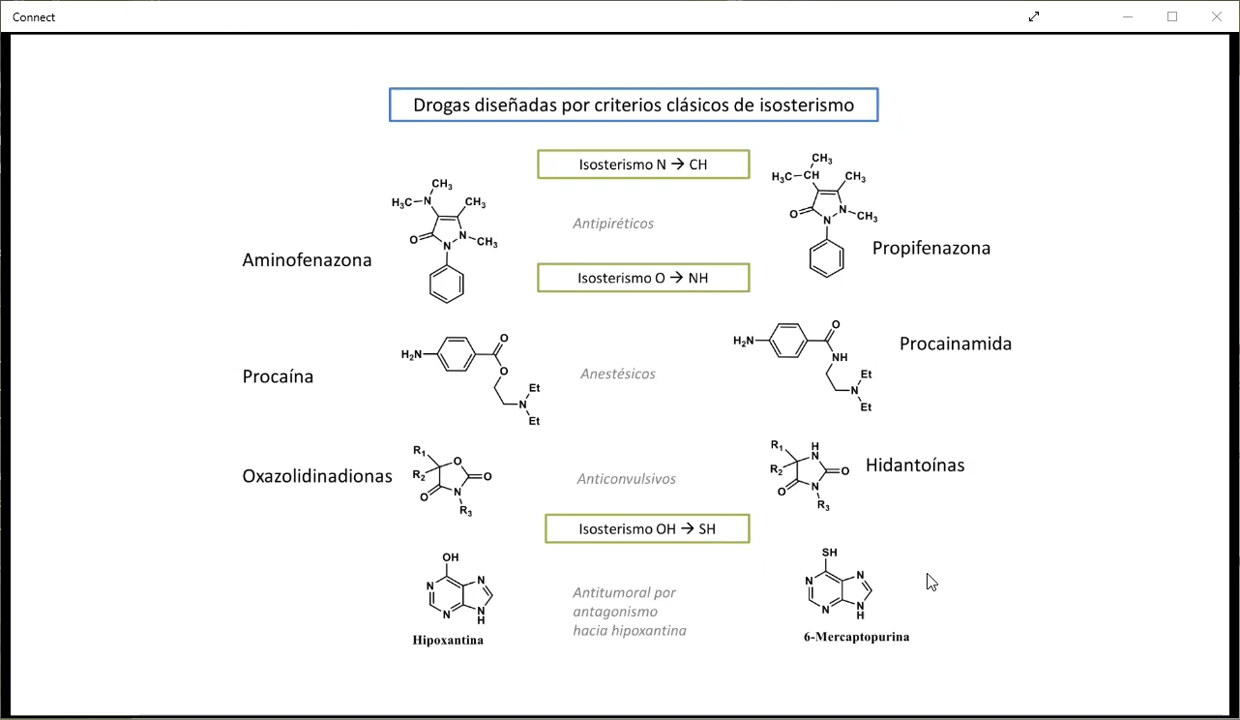 Connect
Drogas diseñadas por criterios clásicos de isosterismo
Isosterismo N → CH
CH3
H3C
N
CH3
O
N
CH3
N
Aminofenazona
Antipiréticos
CH3
H3C
CH
CH3
O
N
CH3
N
Propifenazona
Isosterismo O → NH
Procaína
H2N
O
O
Et
N
Et
Anestésicos
H2N
O
NH
Et
N
Et
Procainamida
Oxazolidinadionas
R1
R2
O
O
O
N
R3
Anticonvulsivos
R1
H
N
R2
O
O
N
R3
Hidantoínas
Isosterismo OH → SH
OH
N
N
N
N
H
Hipoxantina
Antitumoral por
antagonismo
hacia hipoxantina
SH
N
N
N
N
H
6-Mercaptopurina